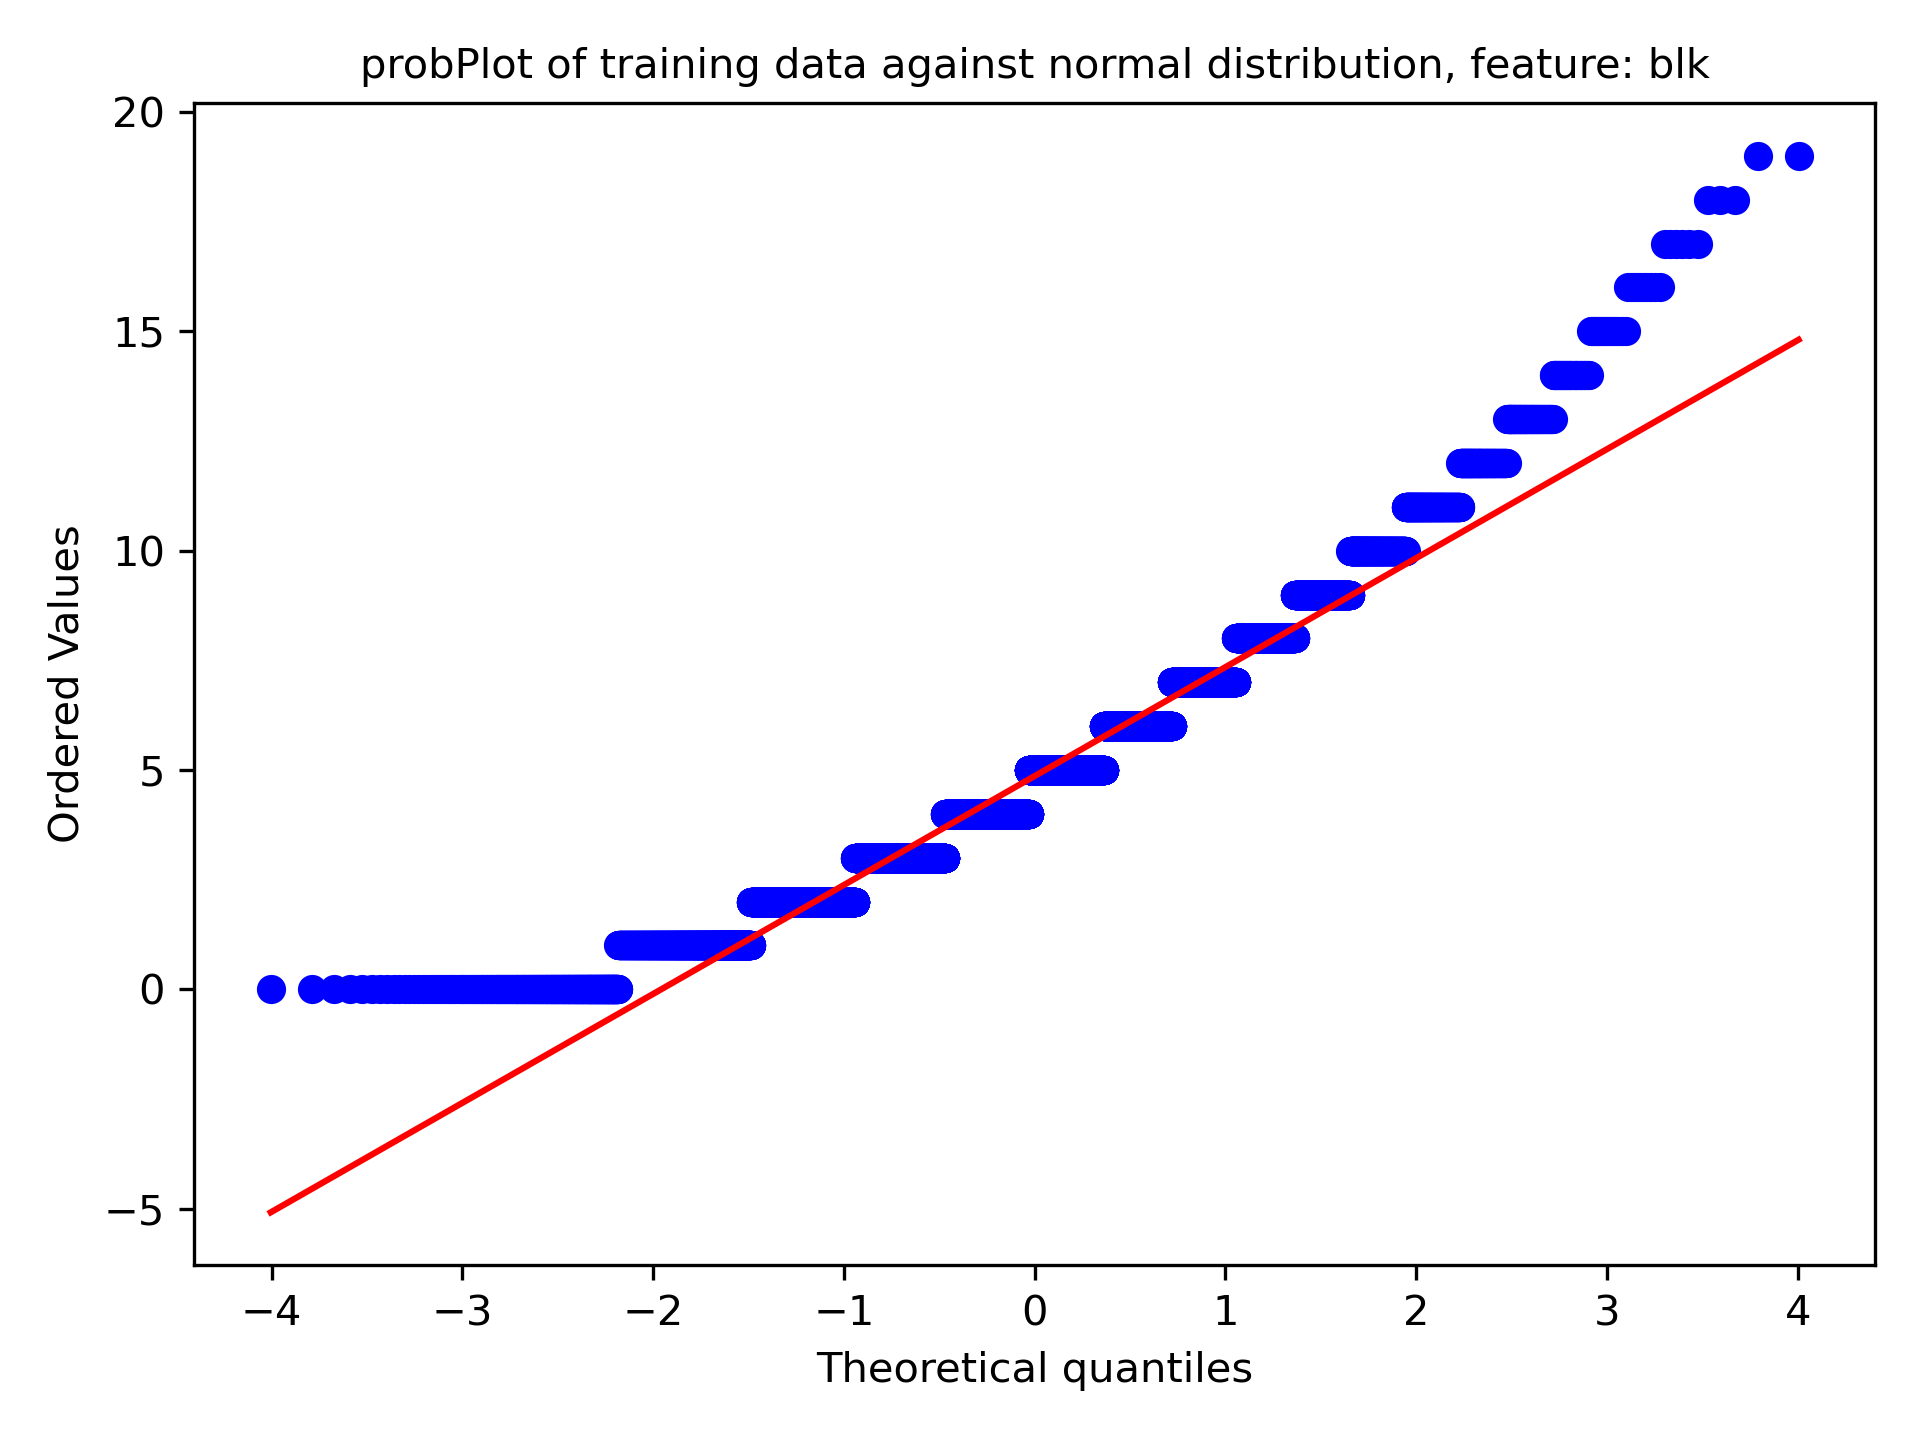 probPlot of training data against normal distribution, feature: blk
20
15
10
5
0
−5
Ordered Values
−4 −3 −2 −1 0 1 2 3 4
Theoretical quantiles